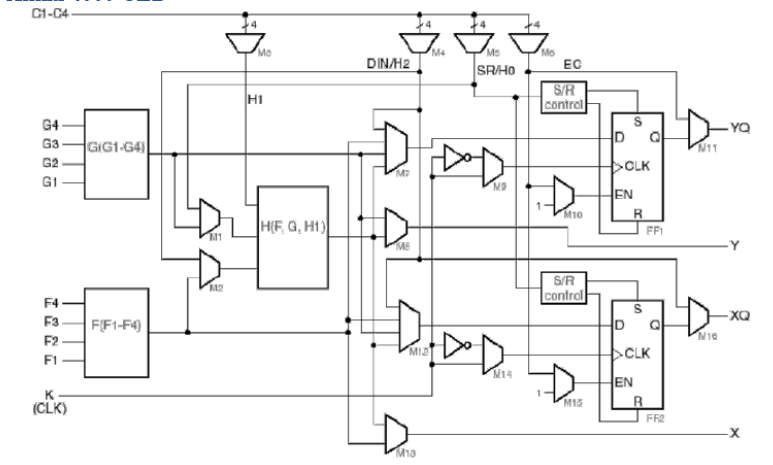 C1-C4
4
4
4
4
M3
M4
M5
M6
DIN/H2
SR/H0
EC
H1
S/R
control
S
D
Q
CLK
EN
R
FF1
M11
YQ
G4
G3
G2
G1
G(G1-G4)
M7
M9
1
M10
M1
H(F, G, H1)
M8
Y
M2
F4
F3
F2
F1
F(F1-F4)
S/R
control
S
D
Q
CLK
EN
R
FF2
M16
XQ
M12
M14
1
M15
K
(CLK)
M13
X